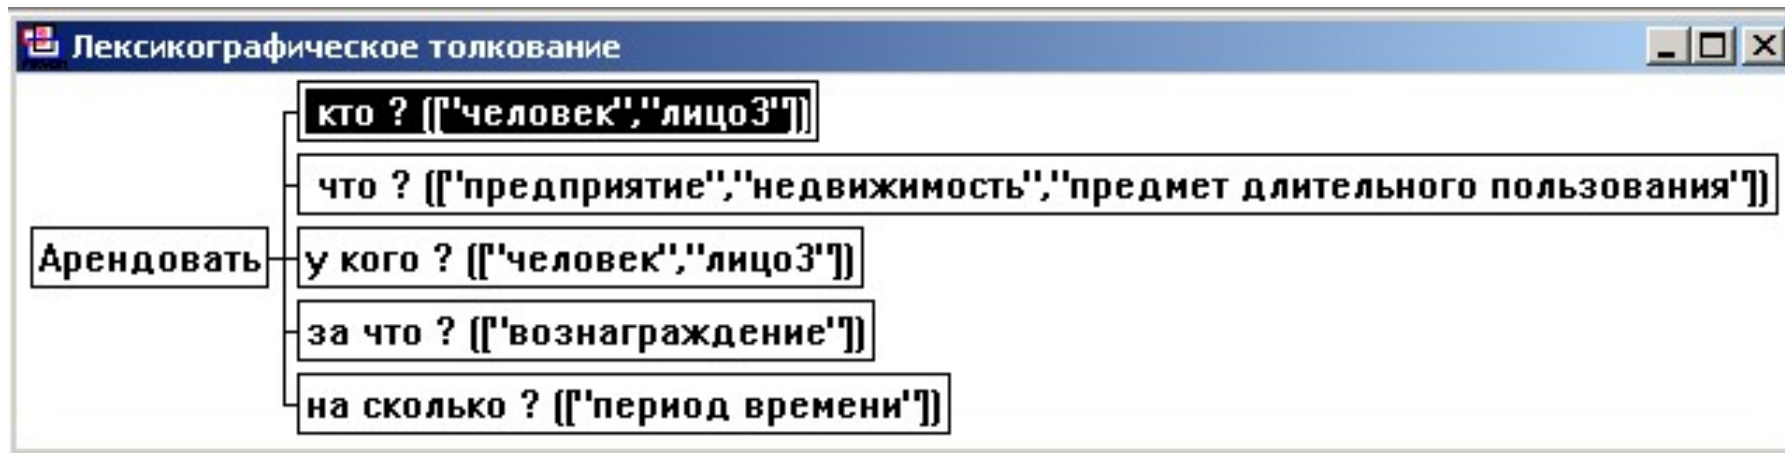 Лексикографическое толкование
кто ? (["человек","лицо3"])
что ? (["предприятие","недвижимость","предмет длительного пользования"])
Арендовать
у кого ? (["человек","лицо3"])
за что ? (["вознаграждение"])
на сколько ? (["период времени"])